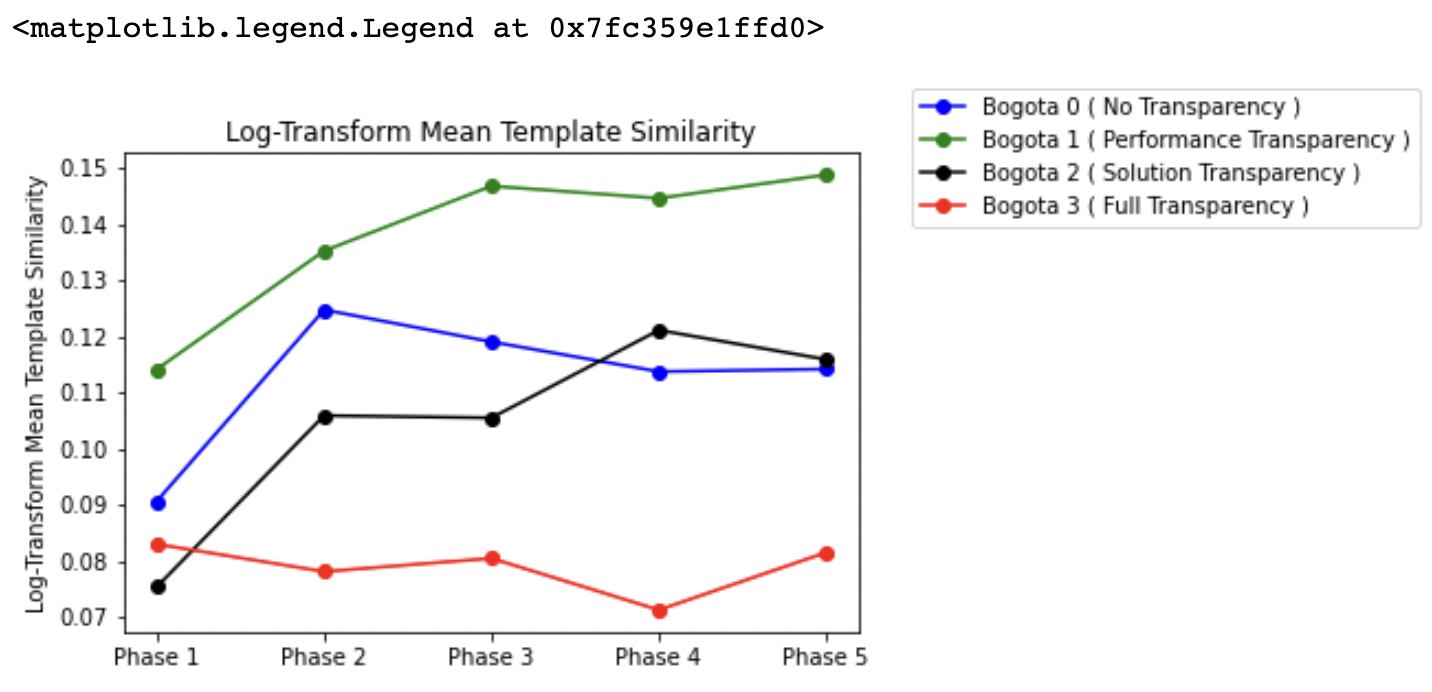 <matplotlib.legend.Legend at 0x7fc359e1ffd0>
Log-Transform Mean Template Similarity
Bogota 0 ( No Transparency )
Bogota 1 ( Performance Transparency )
Bogota 2 ( Solution Transparency )
Bogota 3 ( Full Transparency )
Log-Transform Mean Template Similarity
0.15
0.14
0.13
0.12
0.11
0.10
0.09
0.08
0.07
Phase 1 Phase 2 Phase 3 Phase 4 Phase 5